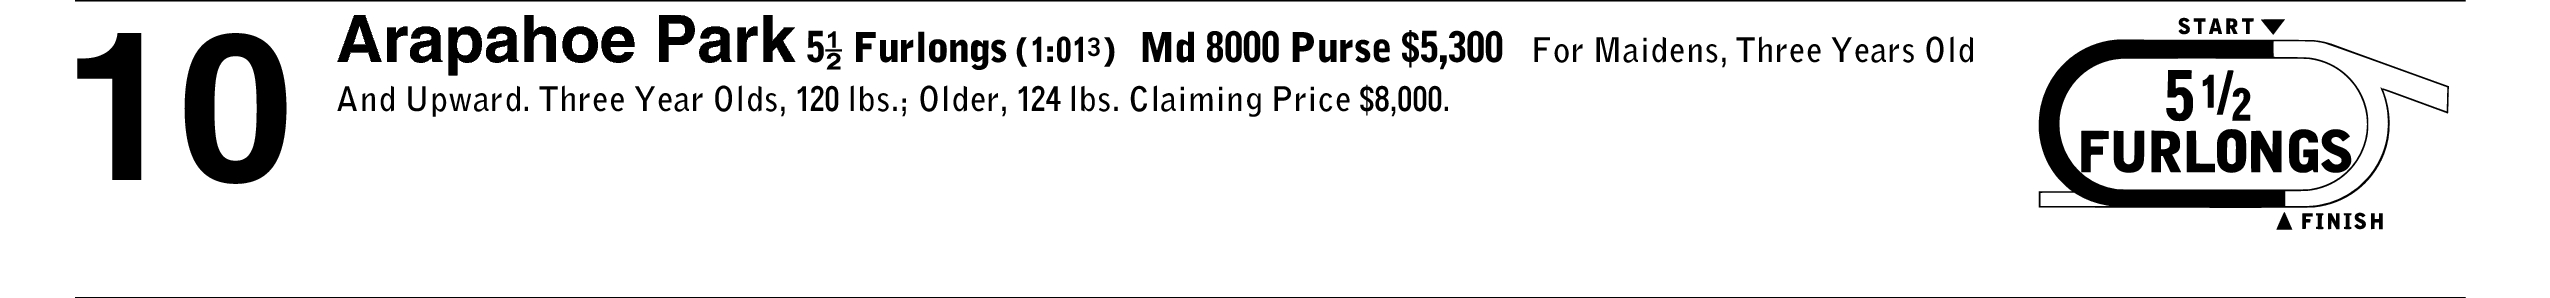 10
Arapahoe Park 5½ Furlongs (1:01³) Md 8000 Purse $5,300 For Maidens, Three Years Old
And Upward. Three Year Olds, 120 lbs.; Older, 124 lbs. Claiming Price $8,000.
START
5 1/2
FURLONGS
FINISH